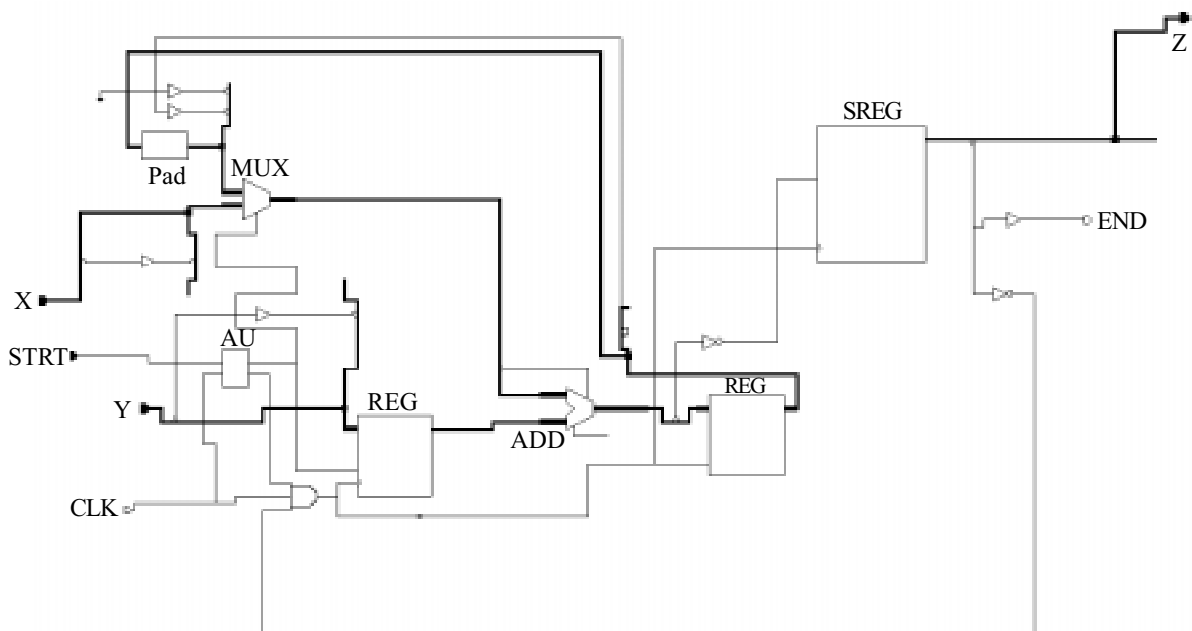 Z
SREG
Pad
MUX
END
X
AU
STRT
REG
Y
REG
ADD
CLK